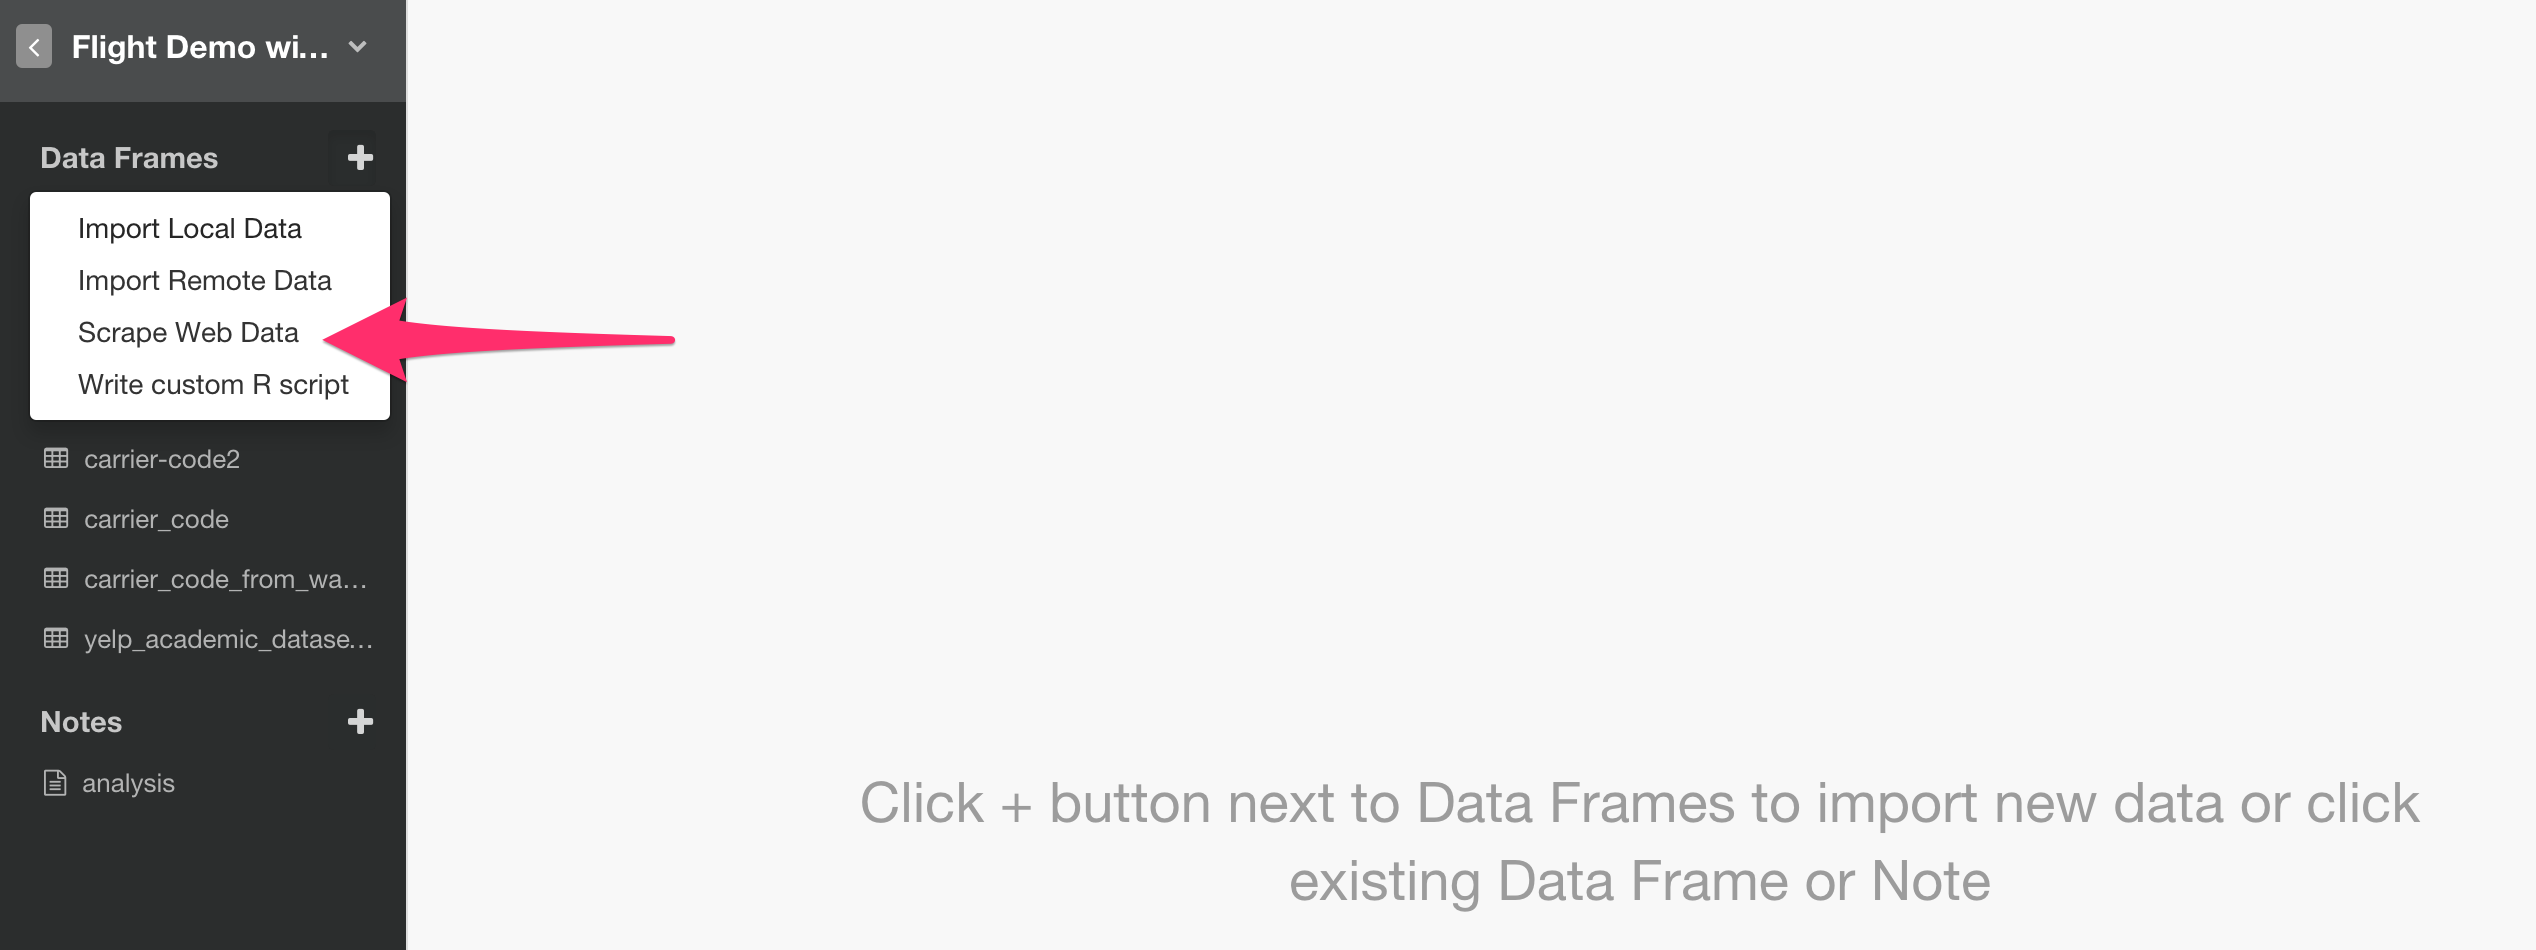 Flight Demo wi...
Data Frames
Import Local Data
Import Remote Data
Scrape Web Data
Write custom R script
carrier-code2
carrier_code
carrier_code_from_wa...
yelp_academic_datase...
Notes
analysis
Click + button next to Data Frames to import new data or click
existing Data Frame or Note